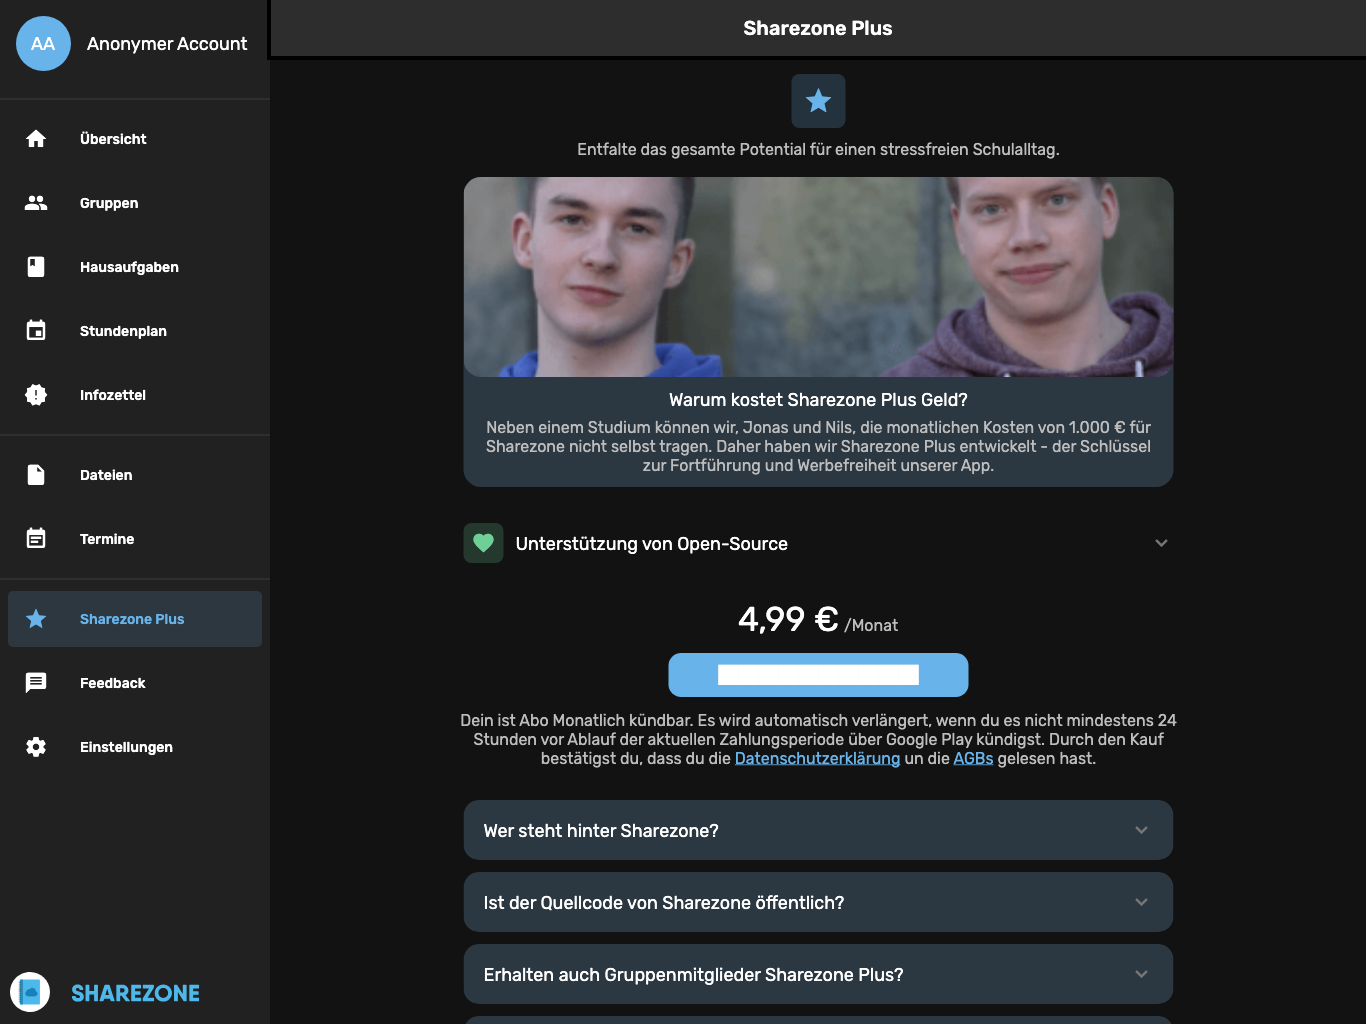 AA
Anonymer Account
Übersicht
Gruppen
Hausaufgaben
Stundenplan
Infozettel
Dateien
Termine
Sharezone Plus
Feedback
Einstellungen
SHAREZONE
Sharezone Plus
Entfalte das gesamte Potential für einen stressfreien Schulalltag.
Warum kostet Sharezone Plus Geld?
Neben einem Studium können wir, Jonas und Nils, die monatlichen Kosten von 1.000 € für
Sharezone nicht selbst tragen. Daher haben wir Sharezone Plus entwickelt - der Schlüssel
zur Fortführung und Werbefreiheit unserer App.
Unterstützung von Open-Source
4,99 € /Monat
Dein ist Abo Monatlich kündbar. Es wird automatisch verlängert, wenn du es nicht mindestens 24
Stunden vor Ablauf der aktuellen Zahlungsperiode über Google Play kündigst. Durch den Kauf
bestätigst du, dass du die Datenschutzerklärung un die AGBs gelesen hast.
Wer steht hinter Sharezone?
Ist der Quellcode von Sharezone öffentlich?
Erhalten auch Gruppenmitglieder Sharezone Plus?